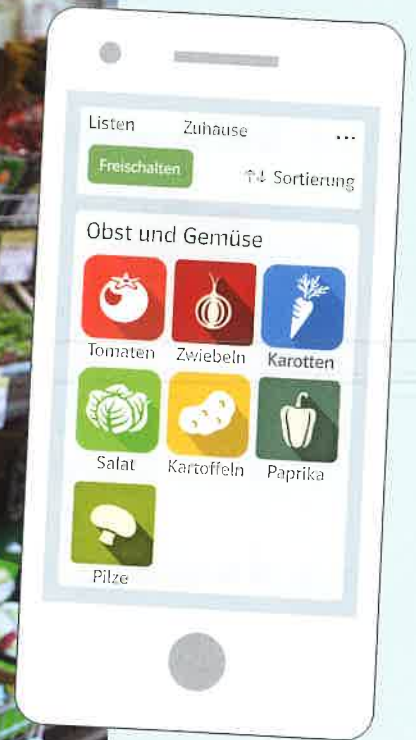 Listen Zuhause ...
Freischalten ↑↓ Sortierung
Obst und Gemüse
Tomaten Zwiebeln Karotten
Salat Kartoffeln Paprika
Pilze